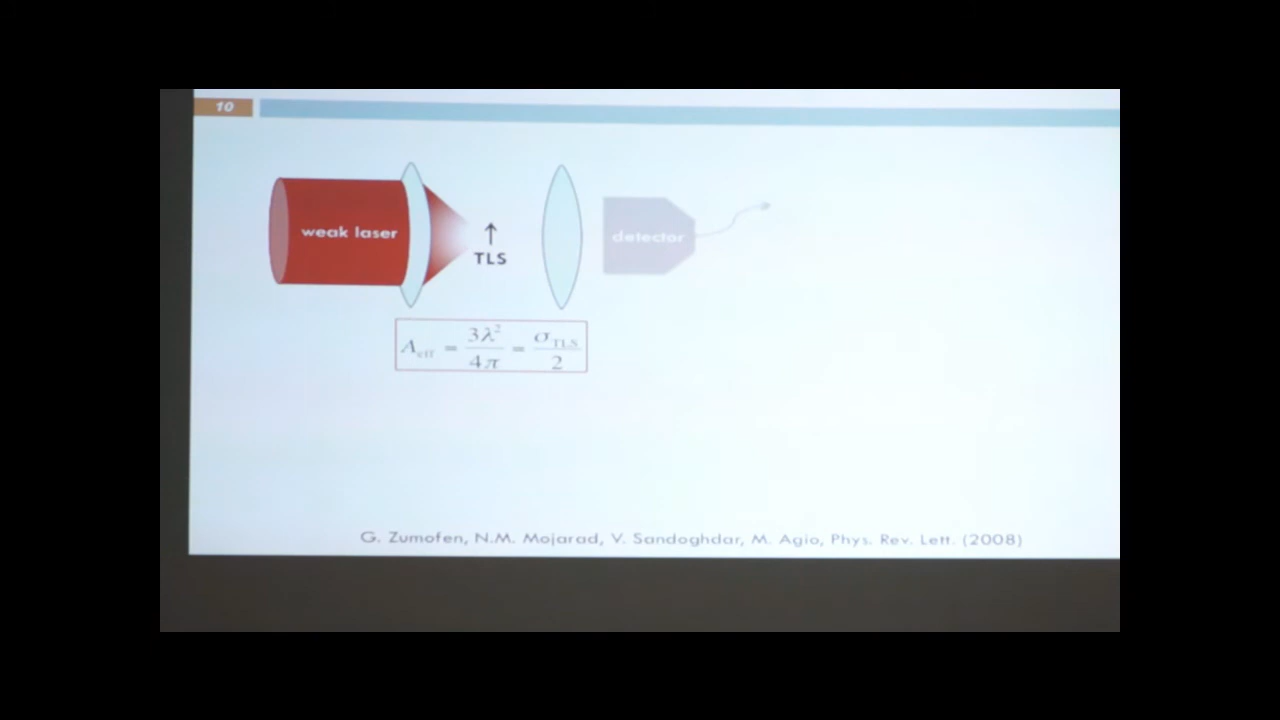 10
weak laser
TLS
detector
A_eff = 3λ²/4π = σ_TLS/2
G. Zumofen, N.M. Mojarad, V. Sandoghdar, M. Agio, Phys. Rev. Lett. (2008)